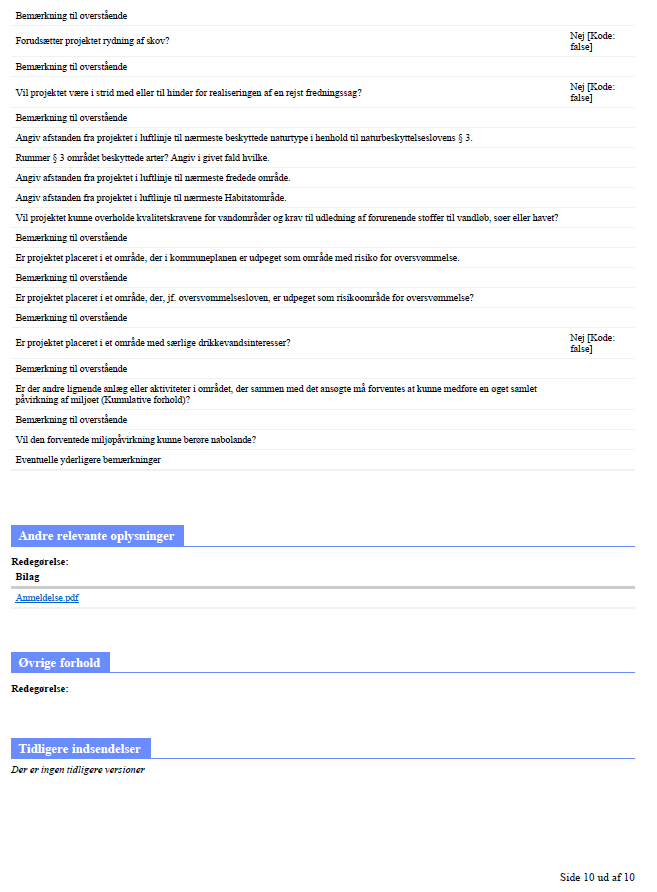 Bemærkning til overstående
Forudsætter projektet rydning af skov?
Nej [Kode:
false]
Bemærkning til overstående
Vil projektet være i strid med eller til hinder for realiseringen af en rejst fredningssag?
Nej [Kode:
false]
Bemærkning til overstående
Angiv afstanden fra projektet i luftlinje til nærmeste beskyttede naturtype i henhold til naturbeskyttelseslovens § 3.
Rummer § 3 området beskyttede arter? Angiv i givet fald hvilke.
Angiv afstanden fra projektet i luftlinje til nærmeste fredede område.
Angiv afstanden fra projektet i luftlinje til nærmeste Habitatområde.
Vil projektet kunne overholde kvalitetskravene for vandområder og krav til udledning af forurenende stoffer til vandløb, søer eller havet?
Bemærkning til overstående
Er projektet placeret i et område, der i kommuneplanen er udpeget som område med risiko for oversvømmelse.
Bemærkning til overstående
Er projektet placeret i et område, der, jf. oversvømmelsesloven, er udpeget som risikoområde for oversvømmelse?
Bemærkning til overstående
Er projektet placeret i et område med særlige drikkevandsinteresser?
Nej [Kode:
false]
Bemærkning til overstående
Er der andre lignende anlæg eller aktiviteter i området, der sammen med det ansøgte må forventes at kunne medføre en øget samlet
påvirkning af miljøet (Kumulative forhold)?
Bemærkning til overstående
Vil den forventede miljøpåvirkning kunne berøre nabolande?
Eventuelle yderligere bemærkninger
Andre relevante oplysninger
Redegørelse:
Bilag
Anmeldelse.pdf
Øvrige forhold
Redegørelse:
Tidligere indsendelser
Der er ingen tidligere versioner
Side 10 ud af 10